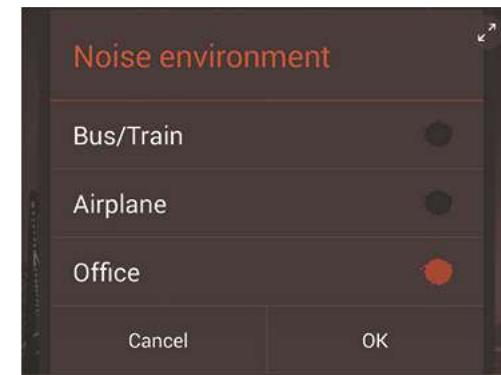 Noise environment
Bus/Train
Airplane
Office
Cancel
OK